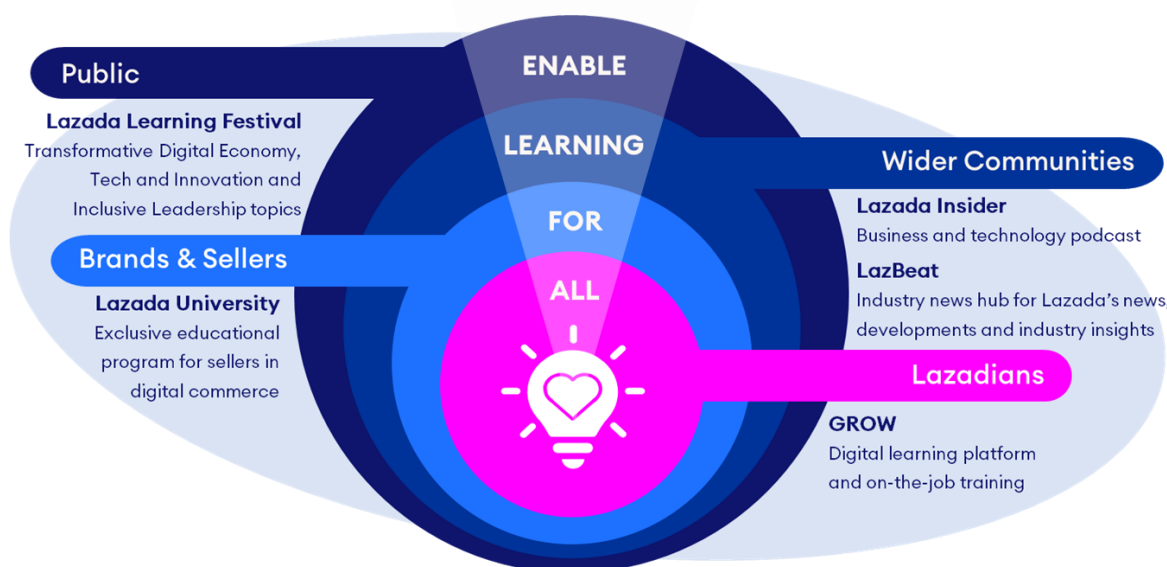 ENABLE
LEARNING
FOR
ALL
Public
Lazada Learning Festival
Transformative Digital Economy,
Tech and Innovation and
Inclusive Leadership topics
Brands & Sellers
Lazada University
Exclusive educational
program for sellers in
digital commerce
Wider Communities
Lazada Insider
Business and technology podcast
LazBeat
Industry news hub for Lazada's news,
developments and industry insights
Lazadians
GROW
Digital learning platform
and on-the-job training